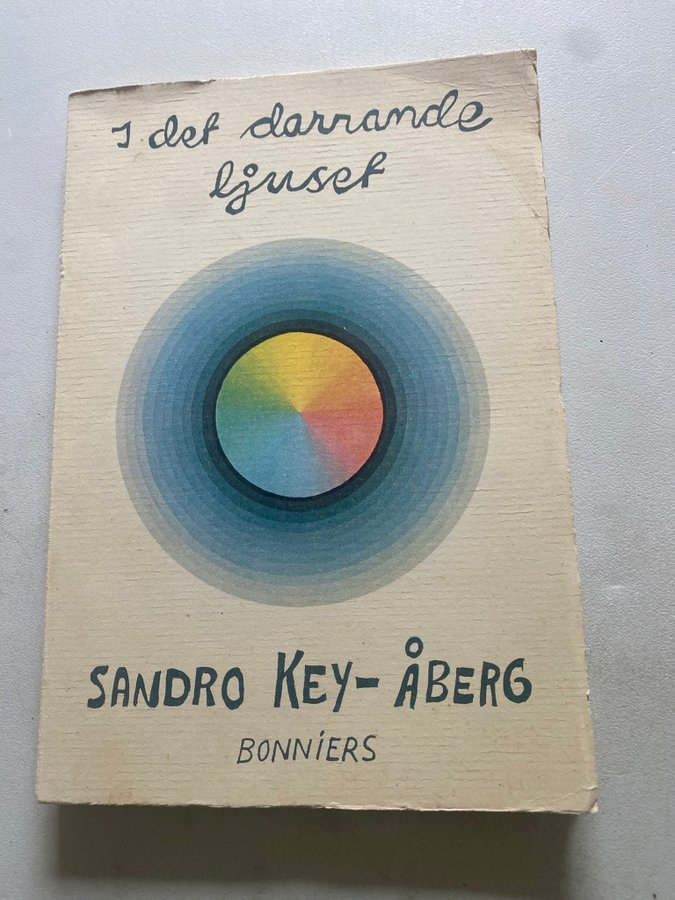 I det darrande
ljuset
SANDRO KEY-ÅBERG
BONNiERS